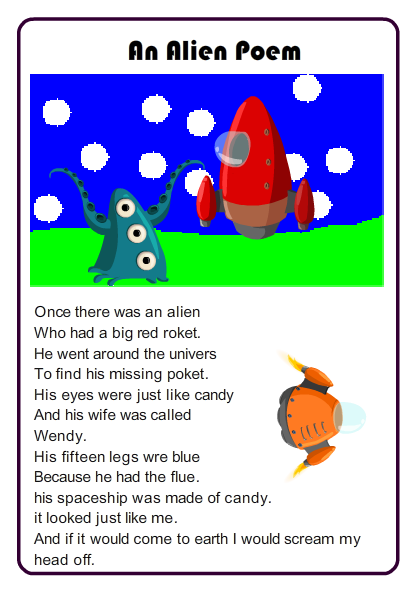 An Alien Poem
Once there was an alien
Who had a big red roket.
He went around the univers
To find his missing poket.
His eyes were just like candy
And his wife was called
Wendy.
His fifteen legs wre blue
Because he had the flue.
his spaceship was made of candy.
it looked just like me.
And if it would come to earth I would scream my
head off.